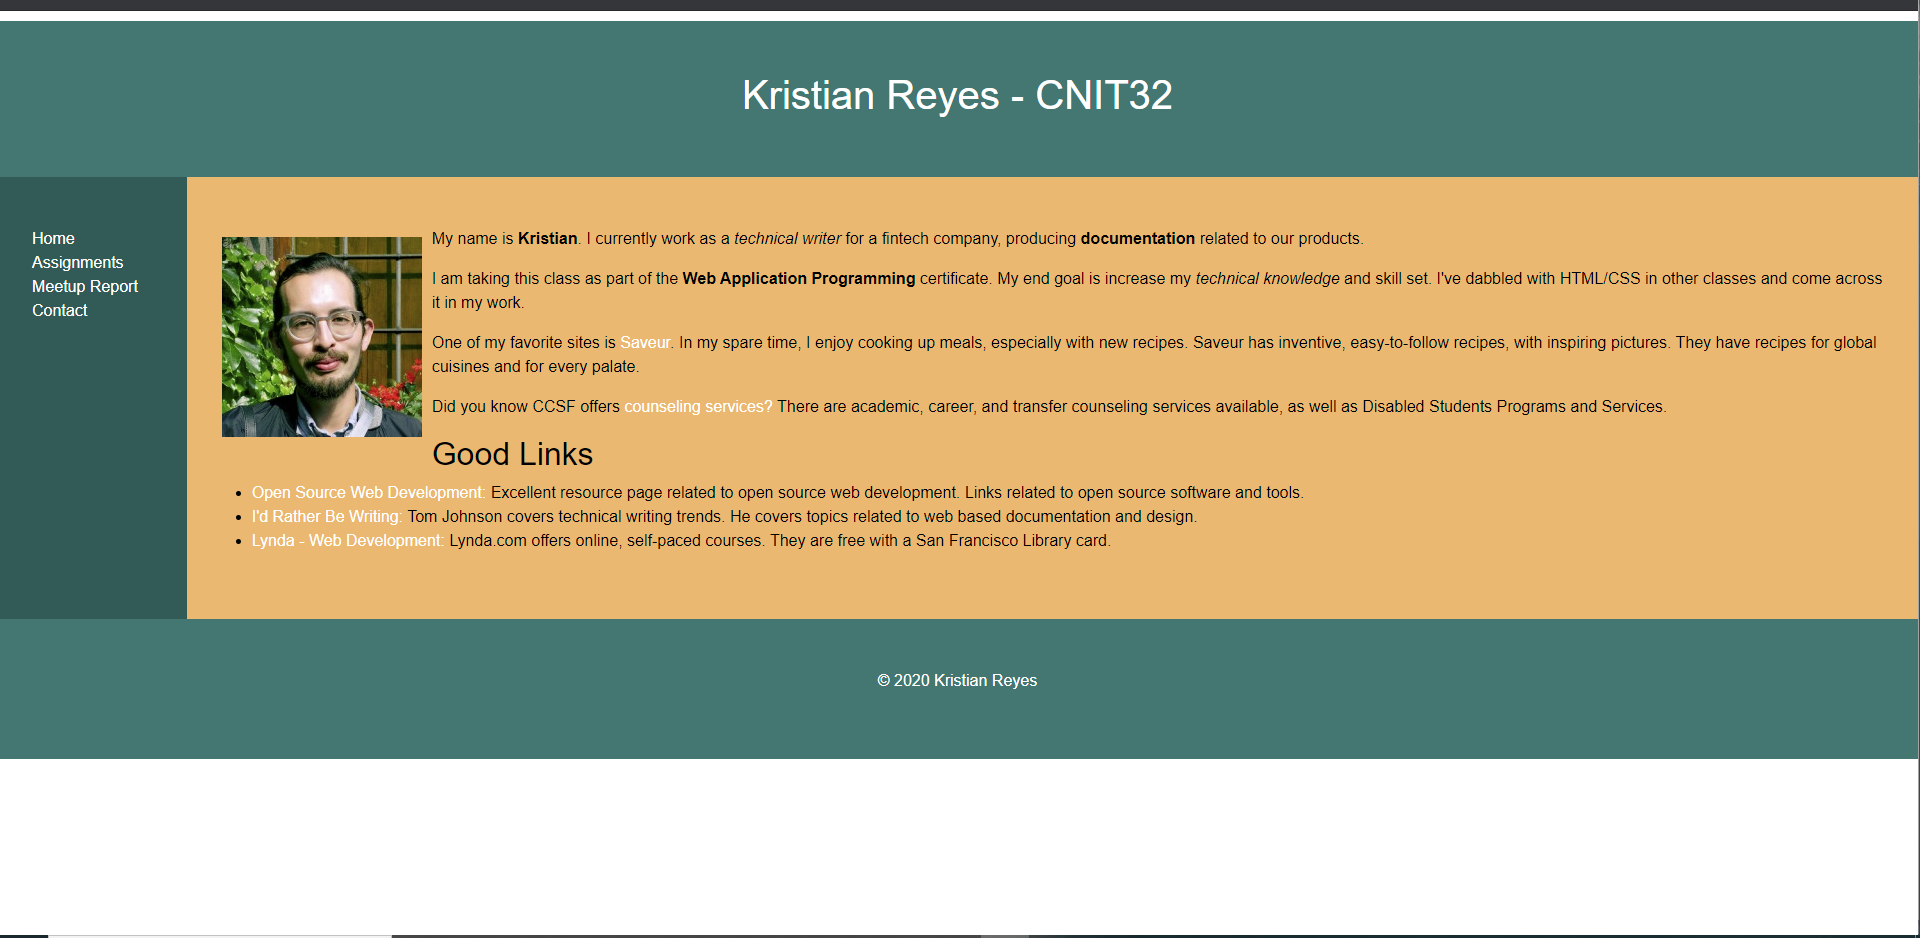 Kristian Reyes - CNIT32
Home
Assignments
Meetup Report
Contact
My name is Kristian. I currently work as a technical writer for a fintech company, producing documentation related to our products.
I am taking this class as part of the Web Application Programming certificate. My end goal is increase my technical knowledge and skill set. I've dabbled with HTML/CSS in other classes and come across
it in my work.
One of my favorite sites is Saveur. In my spare time, I enjoy cooking up meals, especially with new recipes. Saveur has inventive, easy-to-follow recipes, with inspiring pictures. They have recipes for global
cuisines and for every palate.
Did you know CCSF offers counseling services? There are academic, career, and transfer counseling services available, as well as Disabled Students Programs and Services.
Good Links
• Open Source Web Development: Excellent resource page related to open source web development. Links related to open source software and tools.
• I'd Rather Be Writing: Tom Johnson covers technical writing trends. He covers topics related to web based documentation and design.
• Lynda - Web Development: Lynda.com offers online, self-paced courses. They are free with a San Francisco Library card.
© 2020 Kristian Reyes